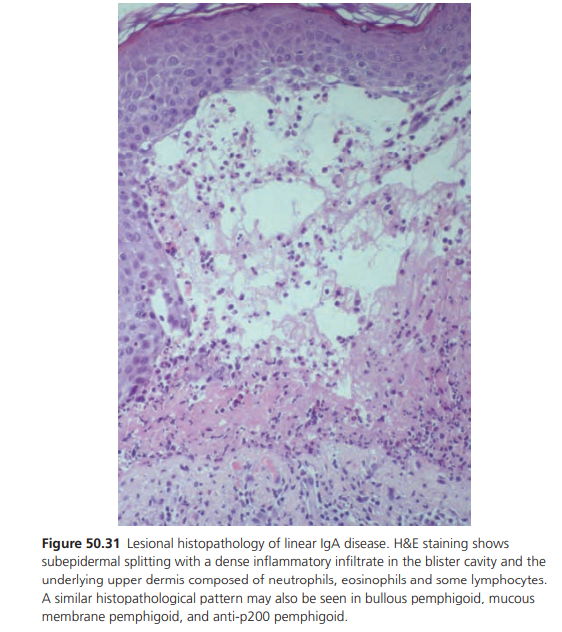 Figure 50.31 Lesional histopathology of linear IgA disease. H&E staining shows
subepidermal splitting with a dense inflammatory infiltrate in the blister cavity and the
underlying upper dermis composed of neutrophils, eosinophils and some lymphocytes.
A similar histopathological pattern may also be seen in bullous pemphigoid, mucous
membrane pemphigoid, and anti-p200 pemphigoid.